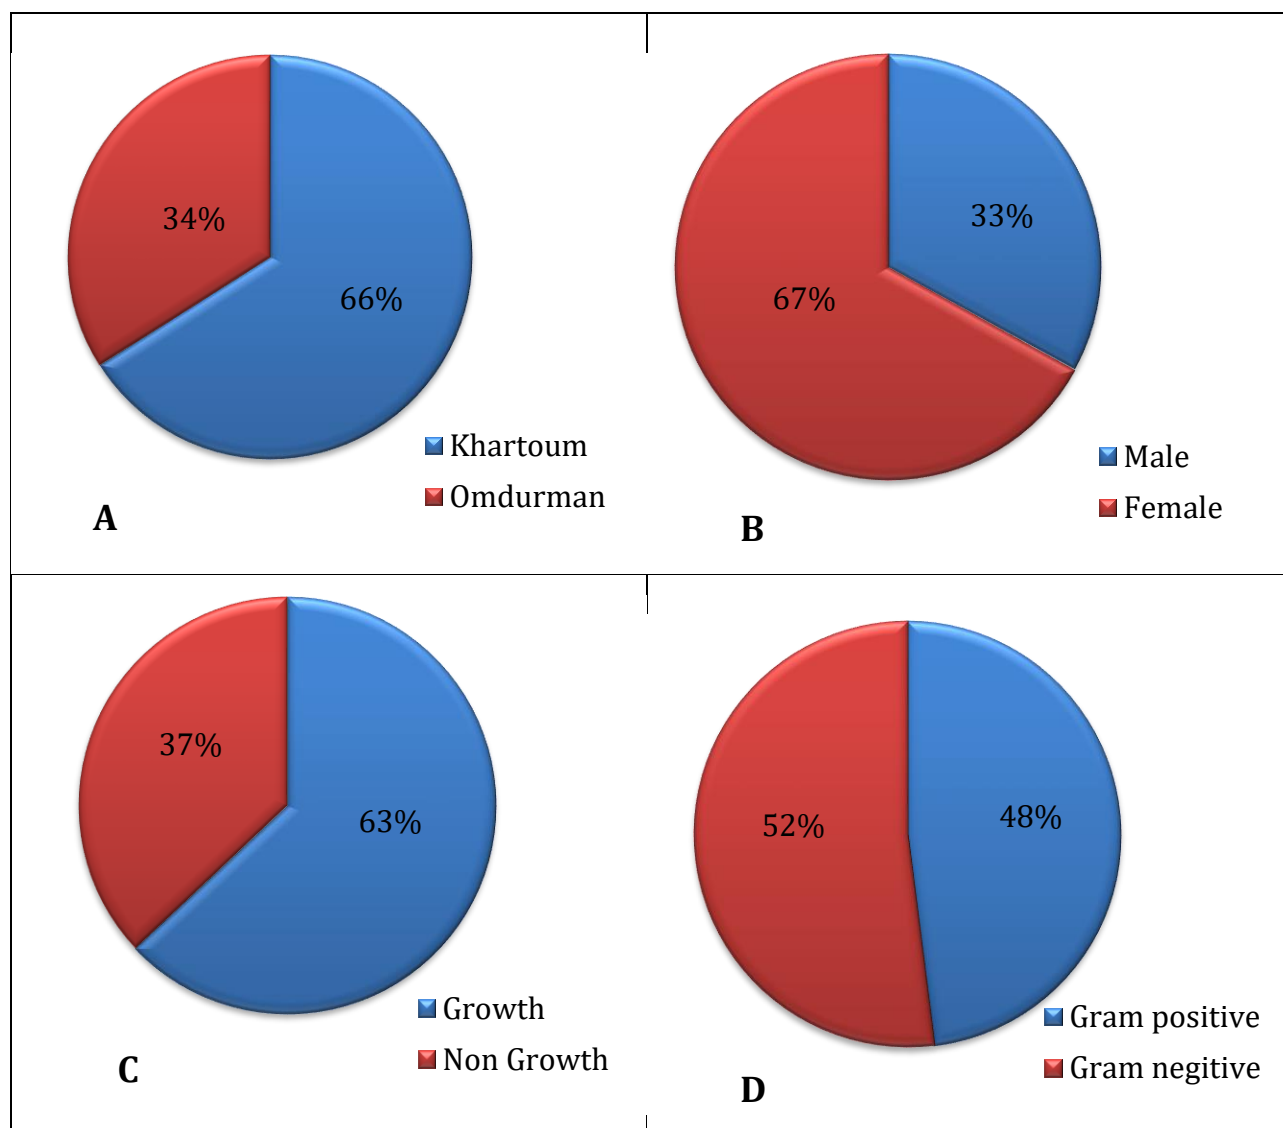 34%
66%
Khartoum
Omdurman
A
33%
67%
Male
Female
B
37%
63%
Growth
Non Growth
C
52%
48%
Gram positive
Gram negitive
D